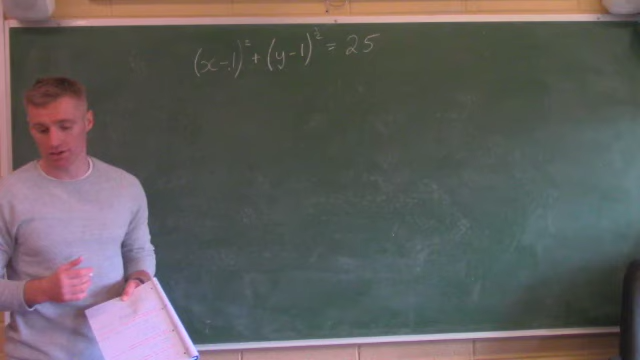 (x-1)² + (y-1)² = 25